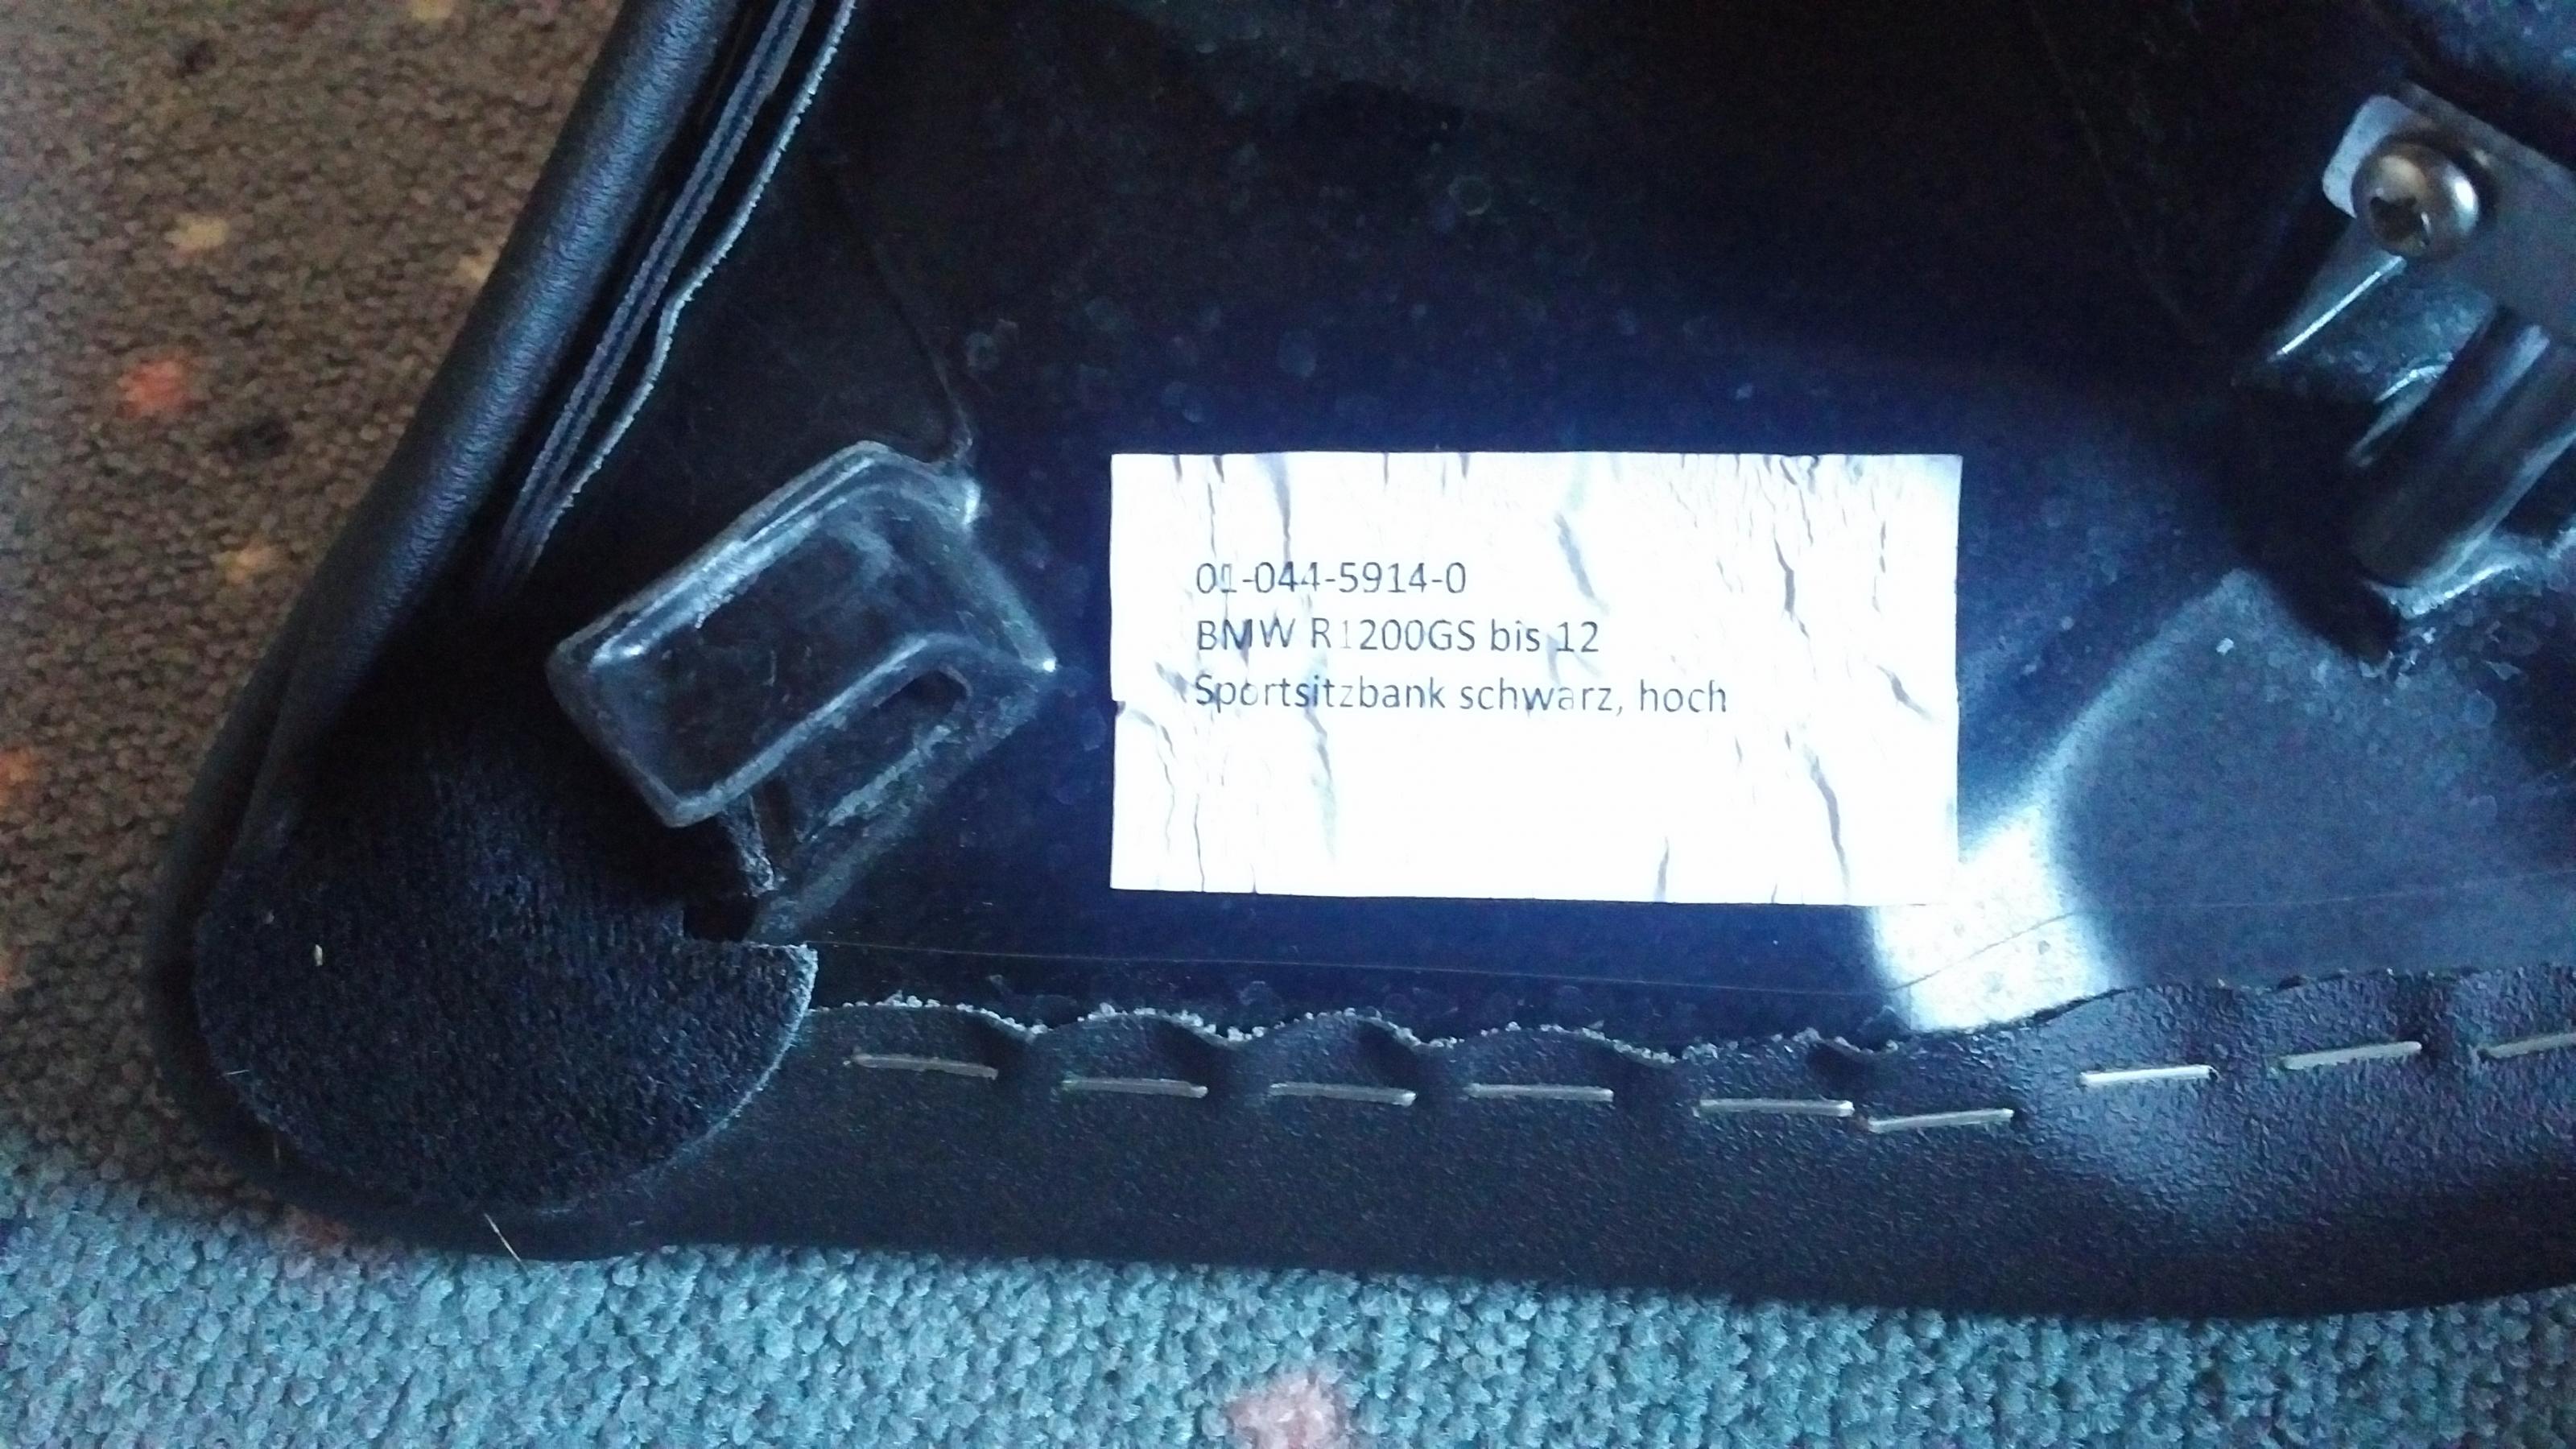 01-044-5914-0
BMW R1200GS bis 12
Sportsitzbank schwarz, hoch